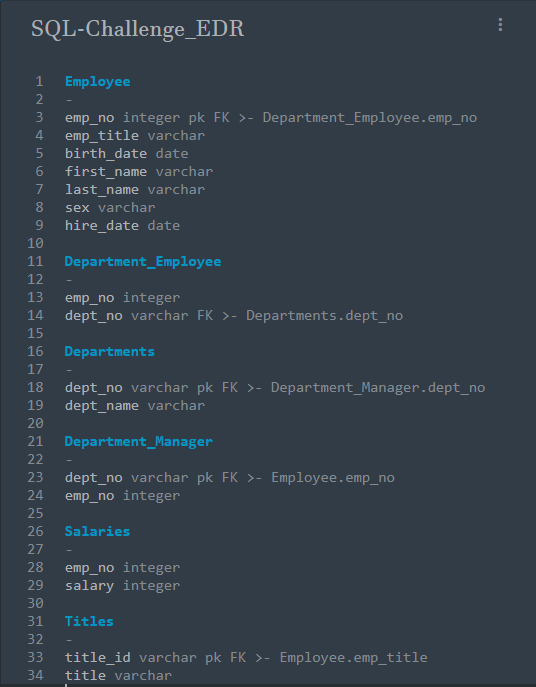 SQL-Challenge_EDR
1 Employee
2 -
3 emp_no integer pk FK >- Department_Employee.emp_no
4 emp_title varchar
5 birth_date date
6 first_name varchar
7 last_name varchar
8 sex varchar
9 hire_date date
10
11 Department_Employee
12 -
13 emp_no integer
14 dept_no varchar FK >- Departments.dept_no
15
16 Departments
17 -
18 dept_no varchar pk FK >- Department_Manager.dept_no
19 dept_name varchar
20
21 Department_Manager
22 -
23 dept_no varchar pk FK >- Employee.emp_no
24 emp_no integer
25
26 Salaries
27 -
28 emp_no integer
29 salary integer
30
31 Titles
32 -
33 title_id varchar pk FK >- Employee.emp_title
34 title varchar